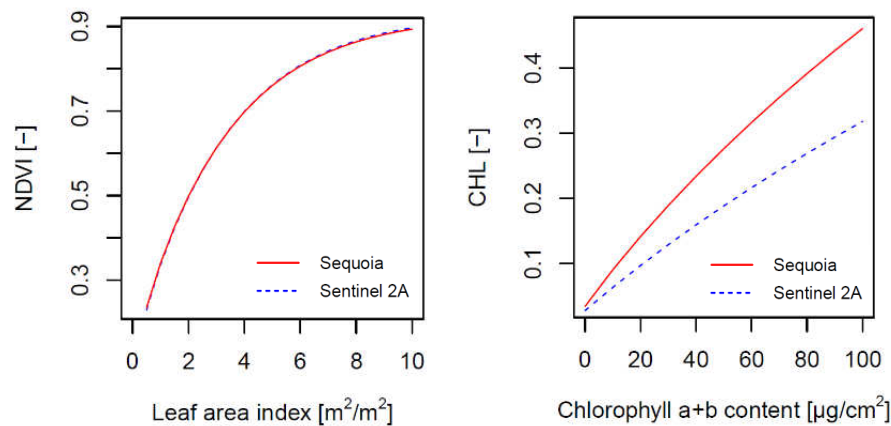 NDVI [−]
0.9
0.7
0.5
0.3
Sequoia
Sentinel 2A
0 2 4 6 8 10
Leaf area index [m²/m²]
CHL [−]
0.4
0.3
0.2
0.1
Sequoia
Sentinel 2A
0 20 40 60 80 100
Chlorophyll a+b content [µg/cm²]